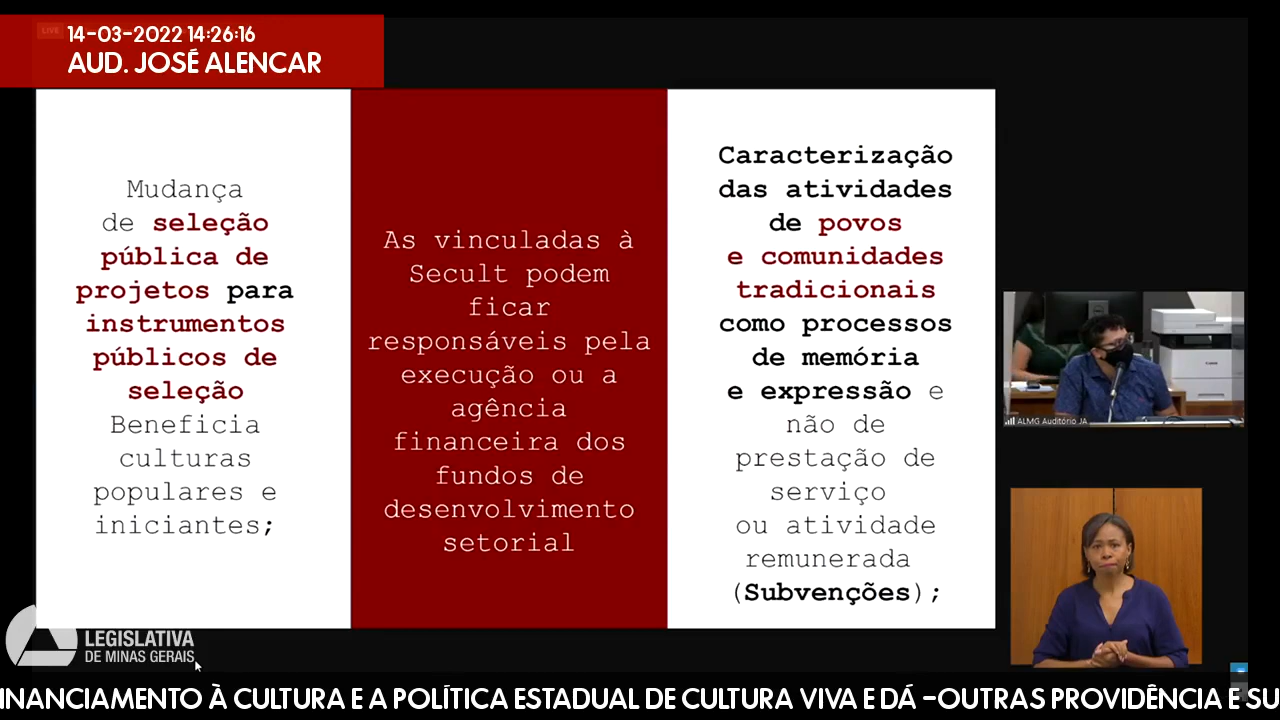 LIVE
14-03-2022 14:26:16
AUD. JOSÉ ALENCAR
Mudança
de seleção
pública de
projetos para
instrumentos
públicos de
seleção
Beneficia
culturas
populares e
iniciantes;
As vinculadas à
Secult podem
ficar
responsáveis pela
execução ou a
agência
financeira dos
fundos de
desenvolvimento
setorial
Caracterização
das atividades
de povos
e comunidades
tradicionais
como processos
de memória
e expressão e
não de
prestação de
serviço
ou atividade
remunerada
(Subvenções);
ALMG Auditório JA
LEGISLATIVA
DE MINAS GERAIS
INANCIAMENTO À CULTURA E A POLÍTICA ESTADUAL DE CULTURA VIVA E DÁ -OUTRAS PROVIDÊNCIA E SU